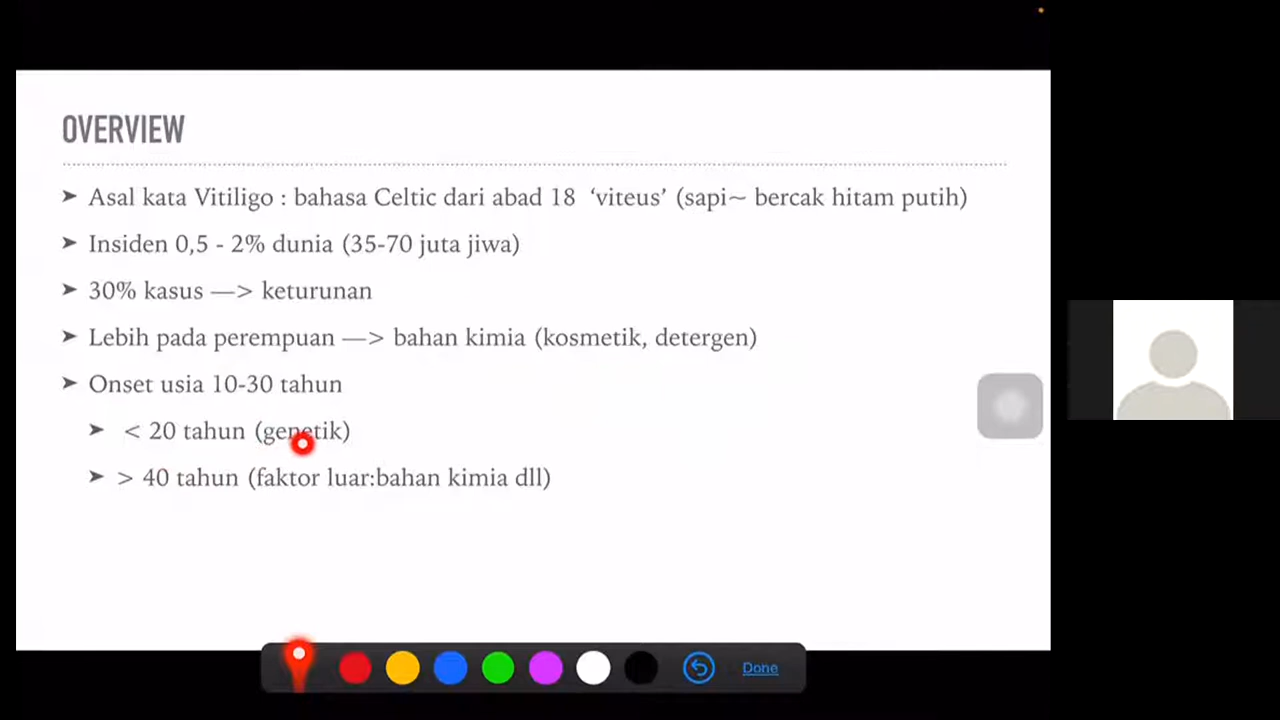 OVERVIEW
➤ Asal kata Vitiligo : bahasa Celtic dari abad 18 ‘viteus’ (sapi~ bercak hitam putih)
➤ Insiden 0,5 - 2% dunia (35-70 juta jiwa)
➤ 30% kasus —> keturunan
➤ Lebih pada perempuan —> bahan kimia (kosmetik, detergen)
➤ Onset usia 10-30 tahun
➤ < 20 tahun (genetik)
➤ > 40 tahun (faktor luar:bahan kimia dll)
Done